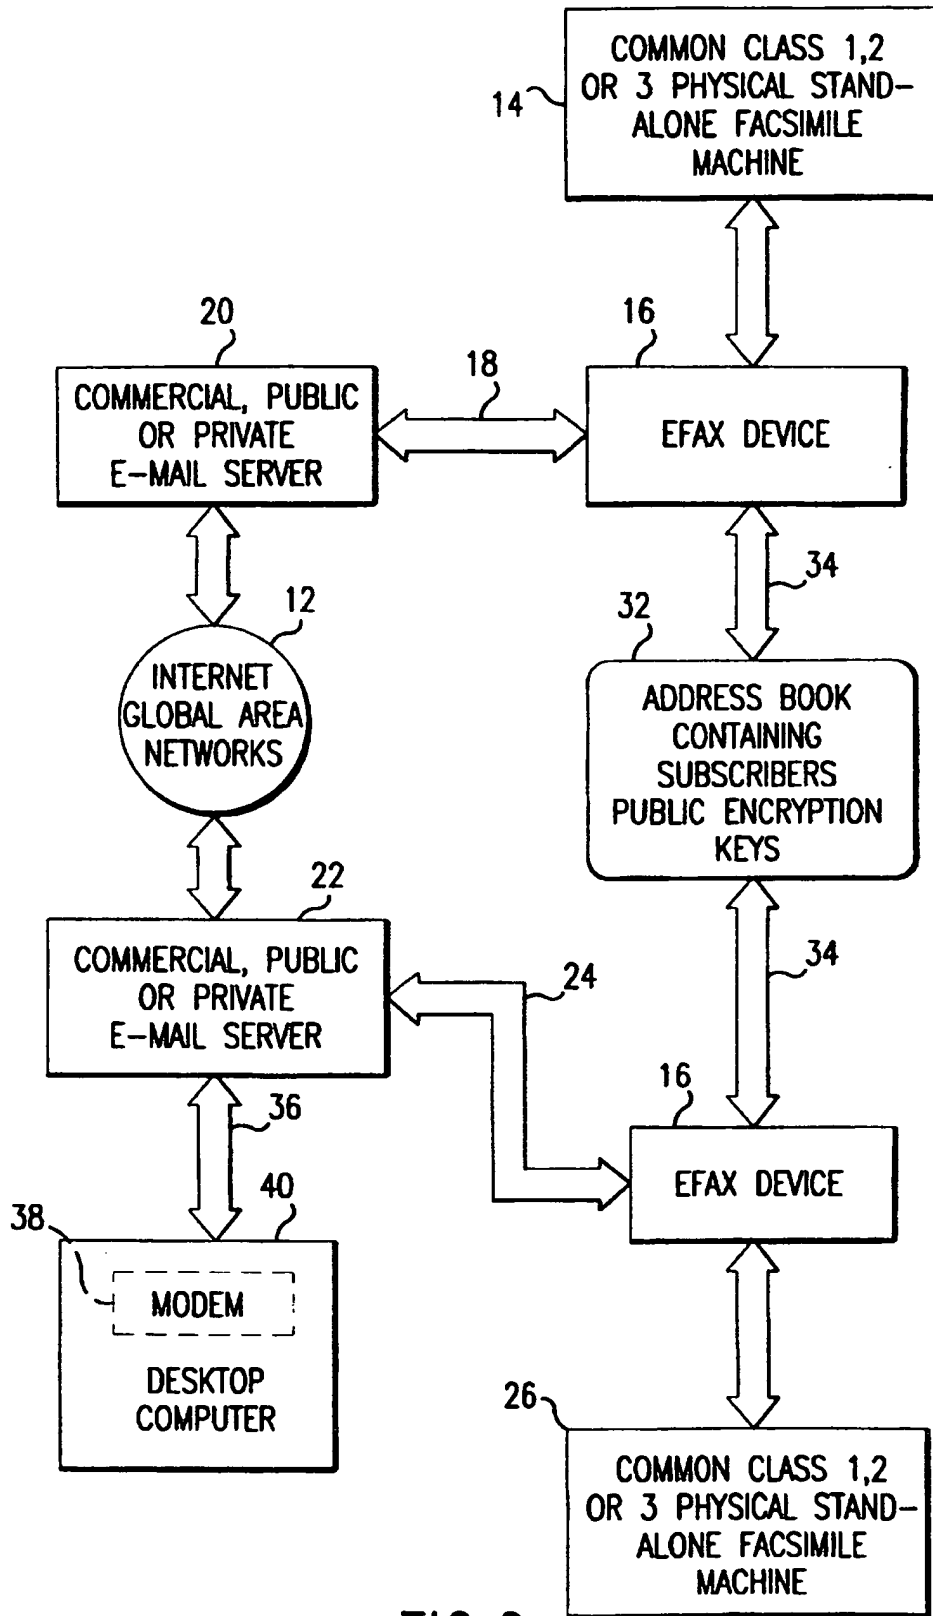 COMMON CLASS 1,2
OR 3 PHYSICAL STAND-
ALONE FACSIMILE
MACHINE
14
20
COMMERCIAL, PUBLIC
OR PRIVATE
E-MAIL SERVER
18
16
EFAX DEVICE
34
12
INTERNET
GLOBAL AREA
NETWORKS
32
ADDRESS BOOK
CONTAINING
SUBSCRIBERS
PUBLIC ENCRYPTION
KEYS
22
COMMERCIAL, PUBLIC
OR PRIVATE
E-MAIL SERVER
24
34
16
EFAX DEVICE
36
40
38
MODEM
DESKTOP
COMPUTER
26
COMMON CLASS 1,2
OR 3 PHYSICAL STAND-
ALONE FACSIMILE
MACHINE